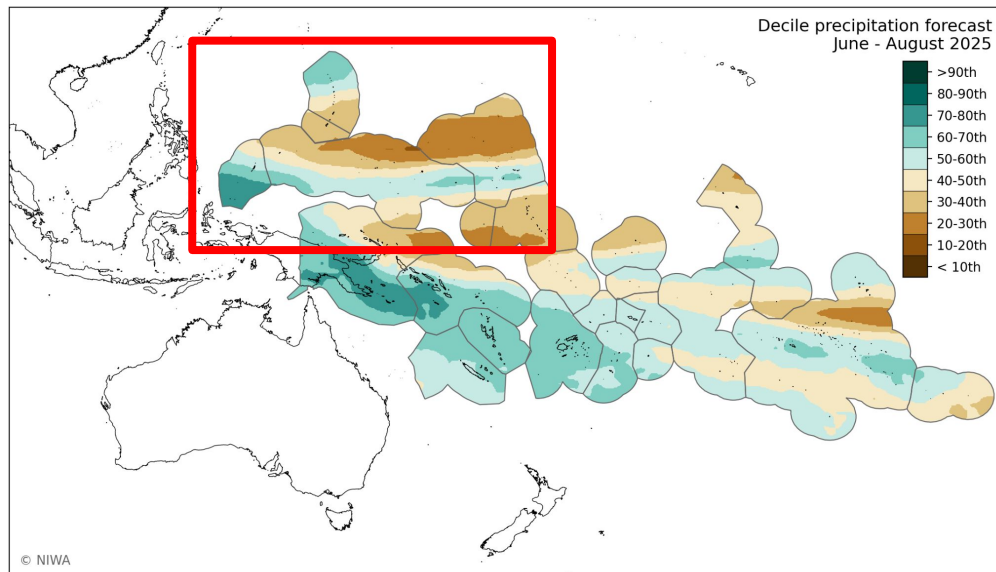 Decile precipitation forecast
June - August 2025
>90th
80-90th
70-80th
60-70th
50-60th
40-50th
30-40th
20-30th
10-20th
< 10th
© NIWA